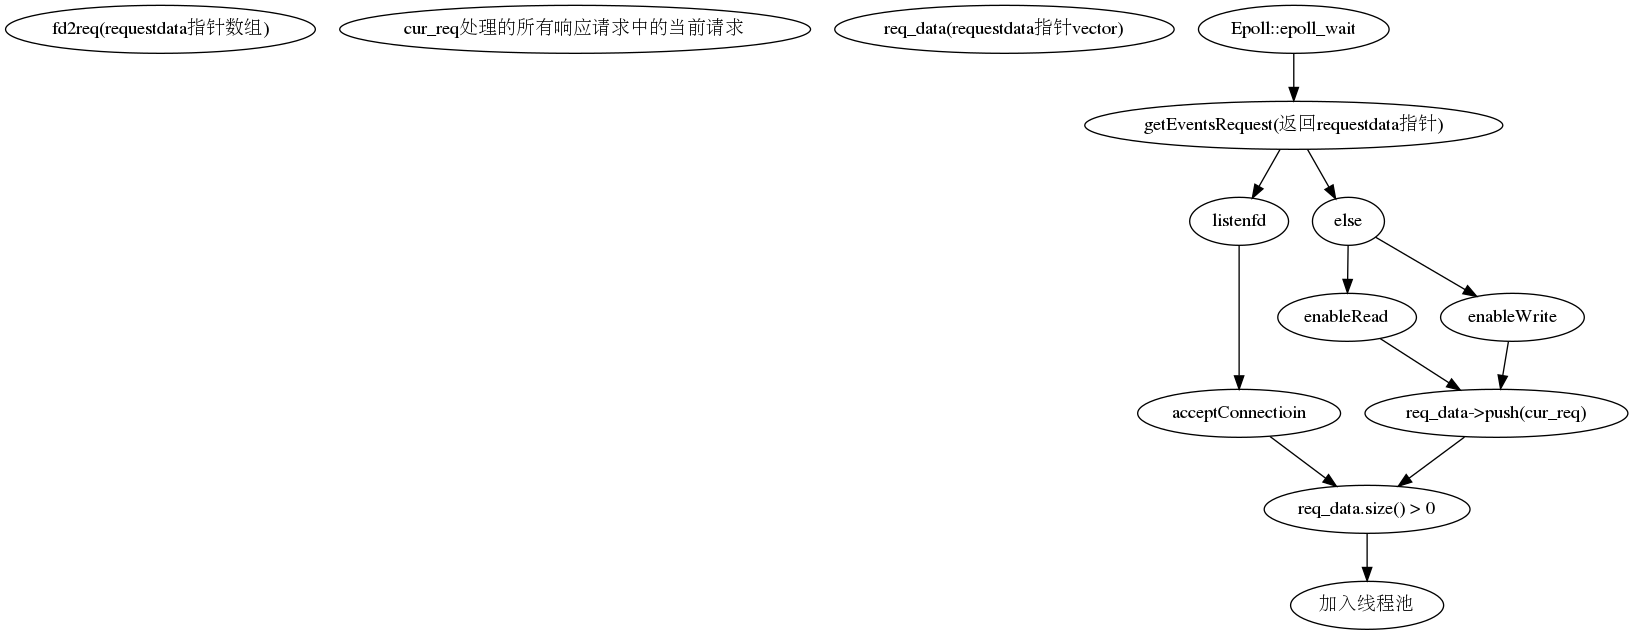 fd2req(requestdata指针数组)
cur_req处理的所有响应请求中的当前请求
req_data(requestdata指针vector)
Epoll::epoll_wait
getEventsRequest(返回requestdata指针)
listenfd
else
enableRead
enableWrite
acceptConnectioin
req_data->push(cur_req)
req_data.size() > 0
加入线程池